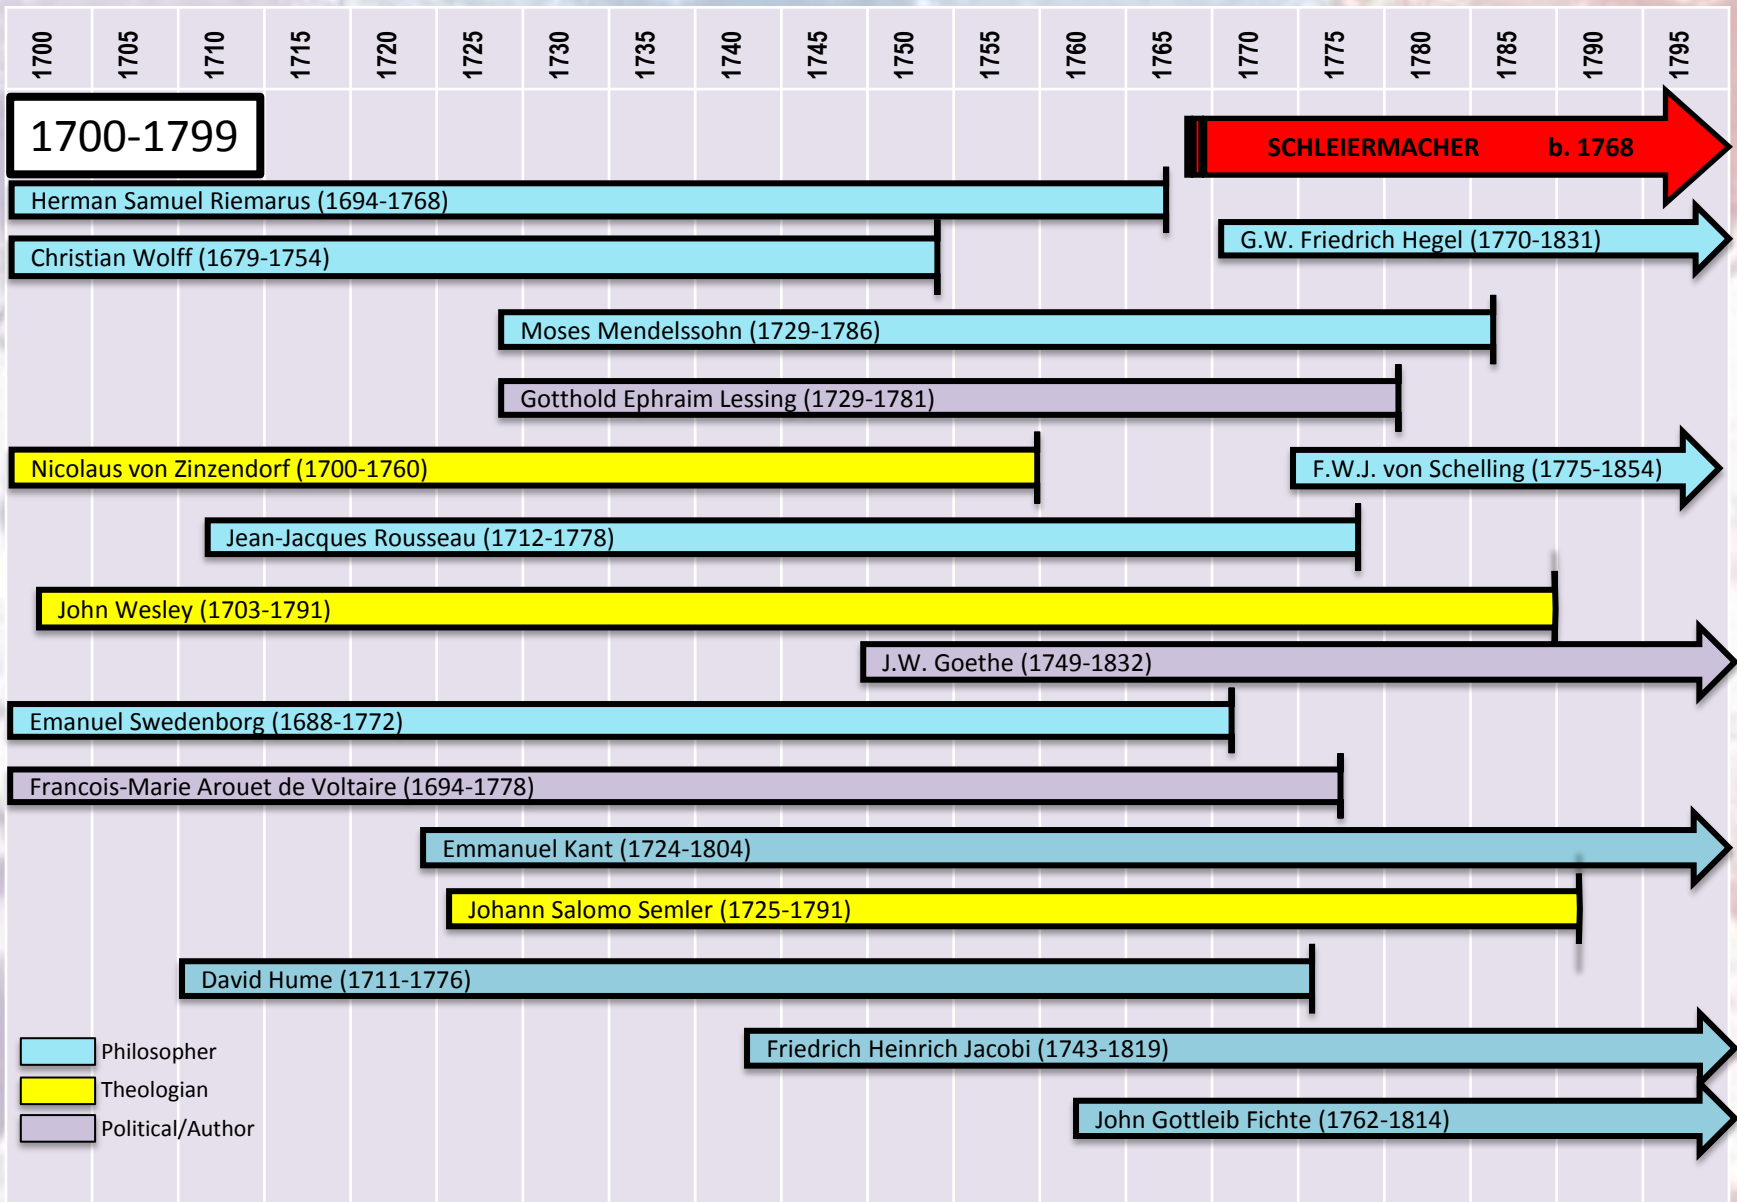 1700 1705 1710 1715 1720 1725 1730 1735 1740 1745 1750 1755 1760 1765 1770 1775 1780 1785 1790 1795
1700-1799
SCHLEIERMACHER b. 1768
Herman Samuel Riemarus (1694-1768)
G.W. Friedrich Hegel (1770-1831)
Christian Wolff (1679-1754)
Moses Mendelssohn (1729-1786)
Gotthold Ephraim Lessing (1729-1781)
Nicolaus von Zinzendorf (1700-1760)
F.W.J. von Schelling (1775-1854)
Jean-Jacques Rousseau (1712-1778)
John Wesley (1703-1791)
J.W. Goethe (1749-1832)
Emanuel Swedenborg (1688-1772)
Francois-Marie Arouet de Voltaire (1694-1778)
Emmanuel Kant (1724-1804)
Johann Salomo Semler (1725-1791)
David Hume (1711-1776)
Friedrich Heinrich Jacobi (1743-1819)
John Gottleib Fichte (1762-1814)
Philosopher
Theologian
Political/Author